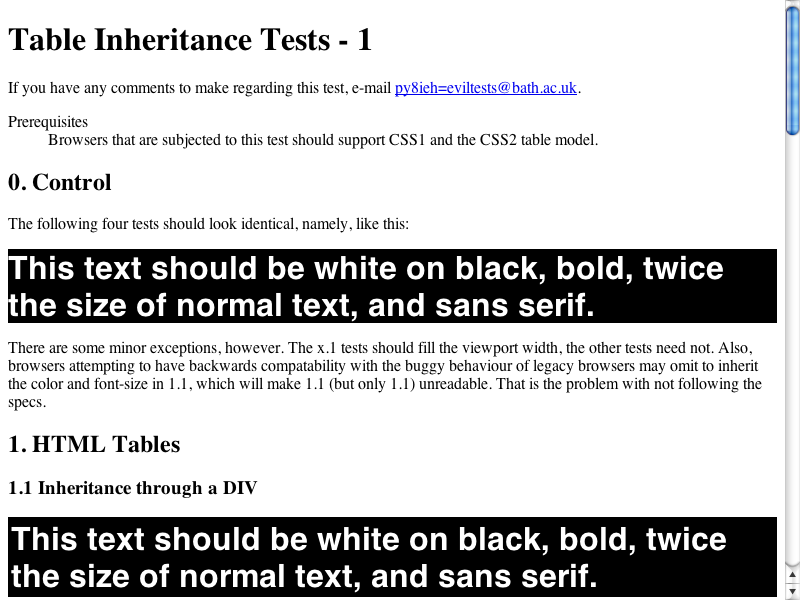 Table Inheritance Tests - 1
If you have any comments to make regarding this test, e-mail py8ieh=eviltests@bath.ac.uk.
Prerequisites
Browsers that are subjected to this test should support CSS1 and the CSS2 table model.
0. Control
The following four tests should look identical, namely, like this:
This text should be white on black, bold, twice
the size of normal text, and sans serif.
There are some minor exceptions, however. The x.1 tests should fill the viewport width, the other tests need not. Also,
browsers attempting to have backwards compatability with the buggy behaviour of legacy browsers may omit to inherit
the color and font-size in 1.1, which will make 1.1 (but only 1.1) unreadable. That is the problem with not following the
specs.
1. HTML Tables
1.1 Inheritance through a DIV
This text should be white on black, bold, twice
the size of normal text, and sans serif.